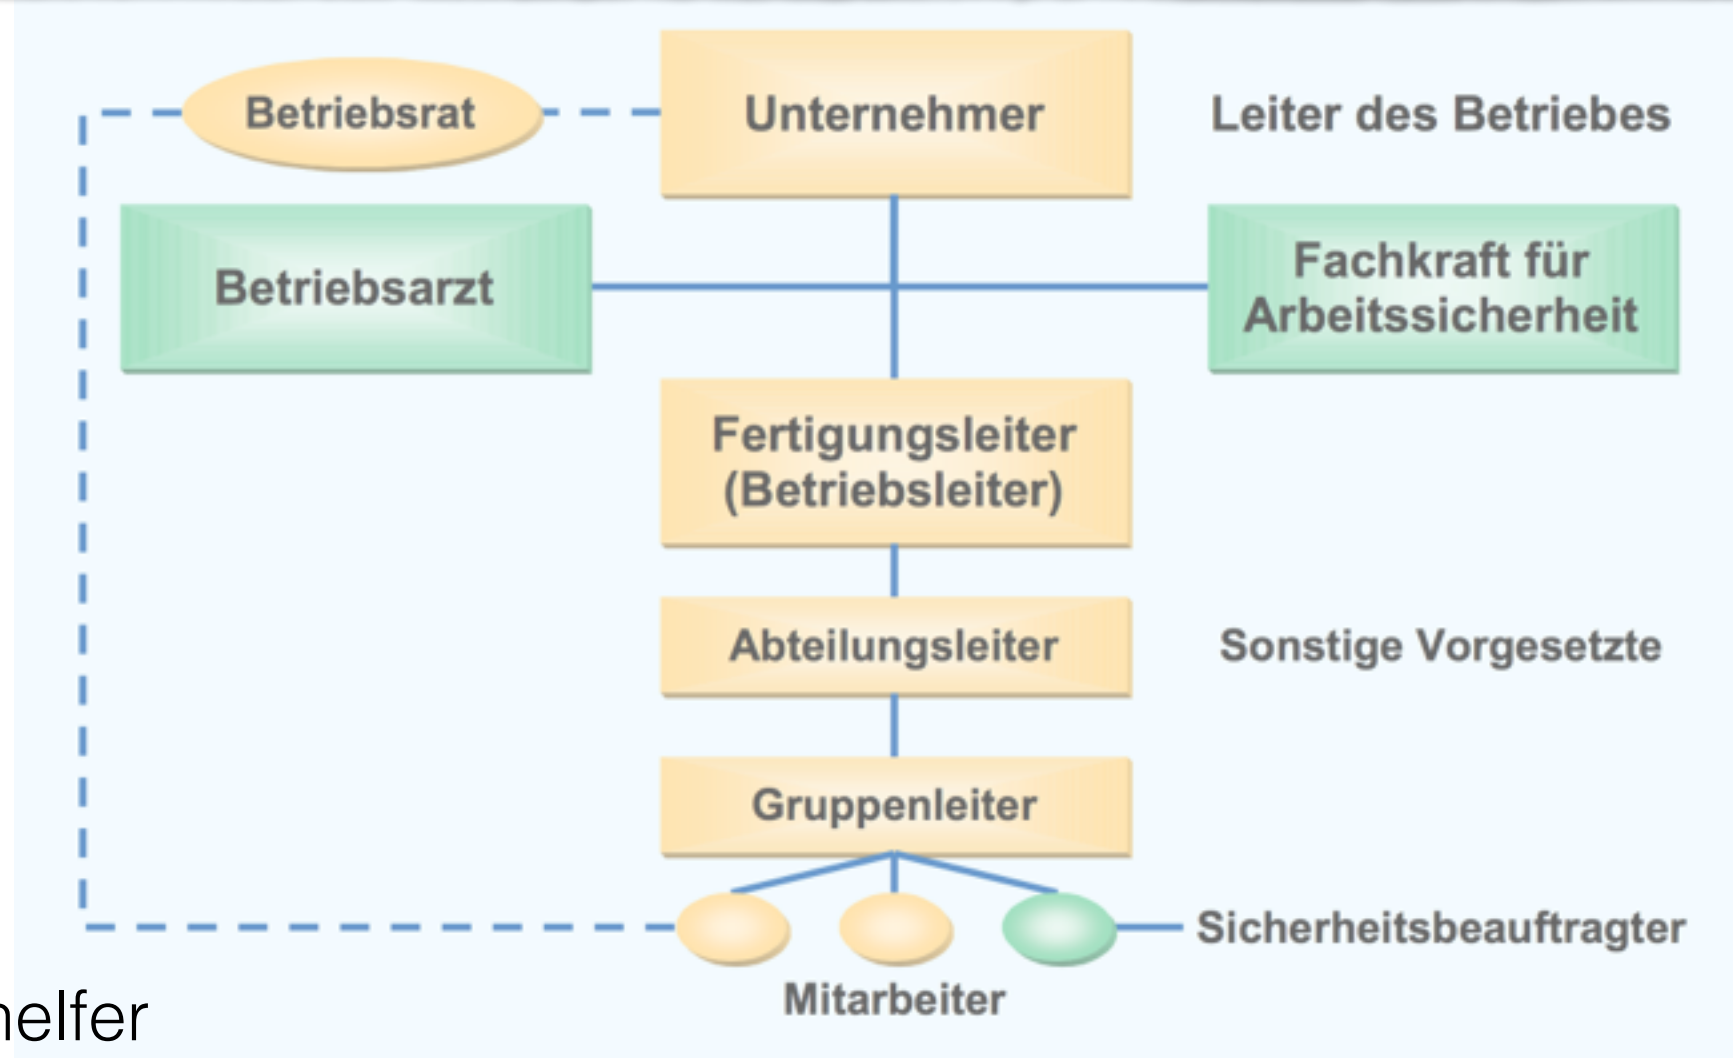 Betriebsrat
Unternehmer
Leiter des Betriebes
Betriebsarzt
Fachkraft für
Arbeitssicherheit
Fertigungsleiter
(Betriebsleiter)
Abteilungsleiter
Sonstige Vorgesetzte
Gruppenleiter
Sicherheitsbeauftragter
Mitarbeiter